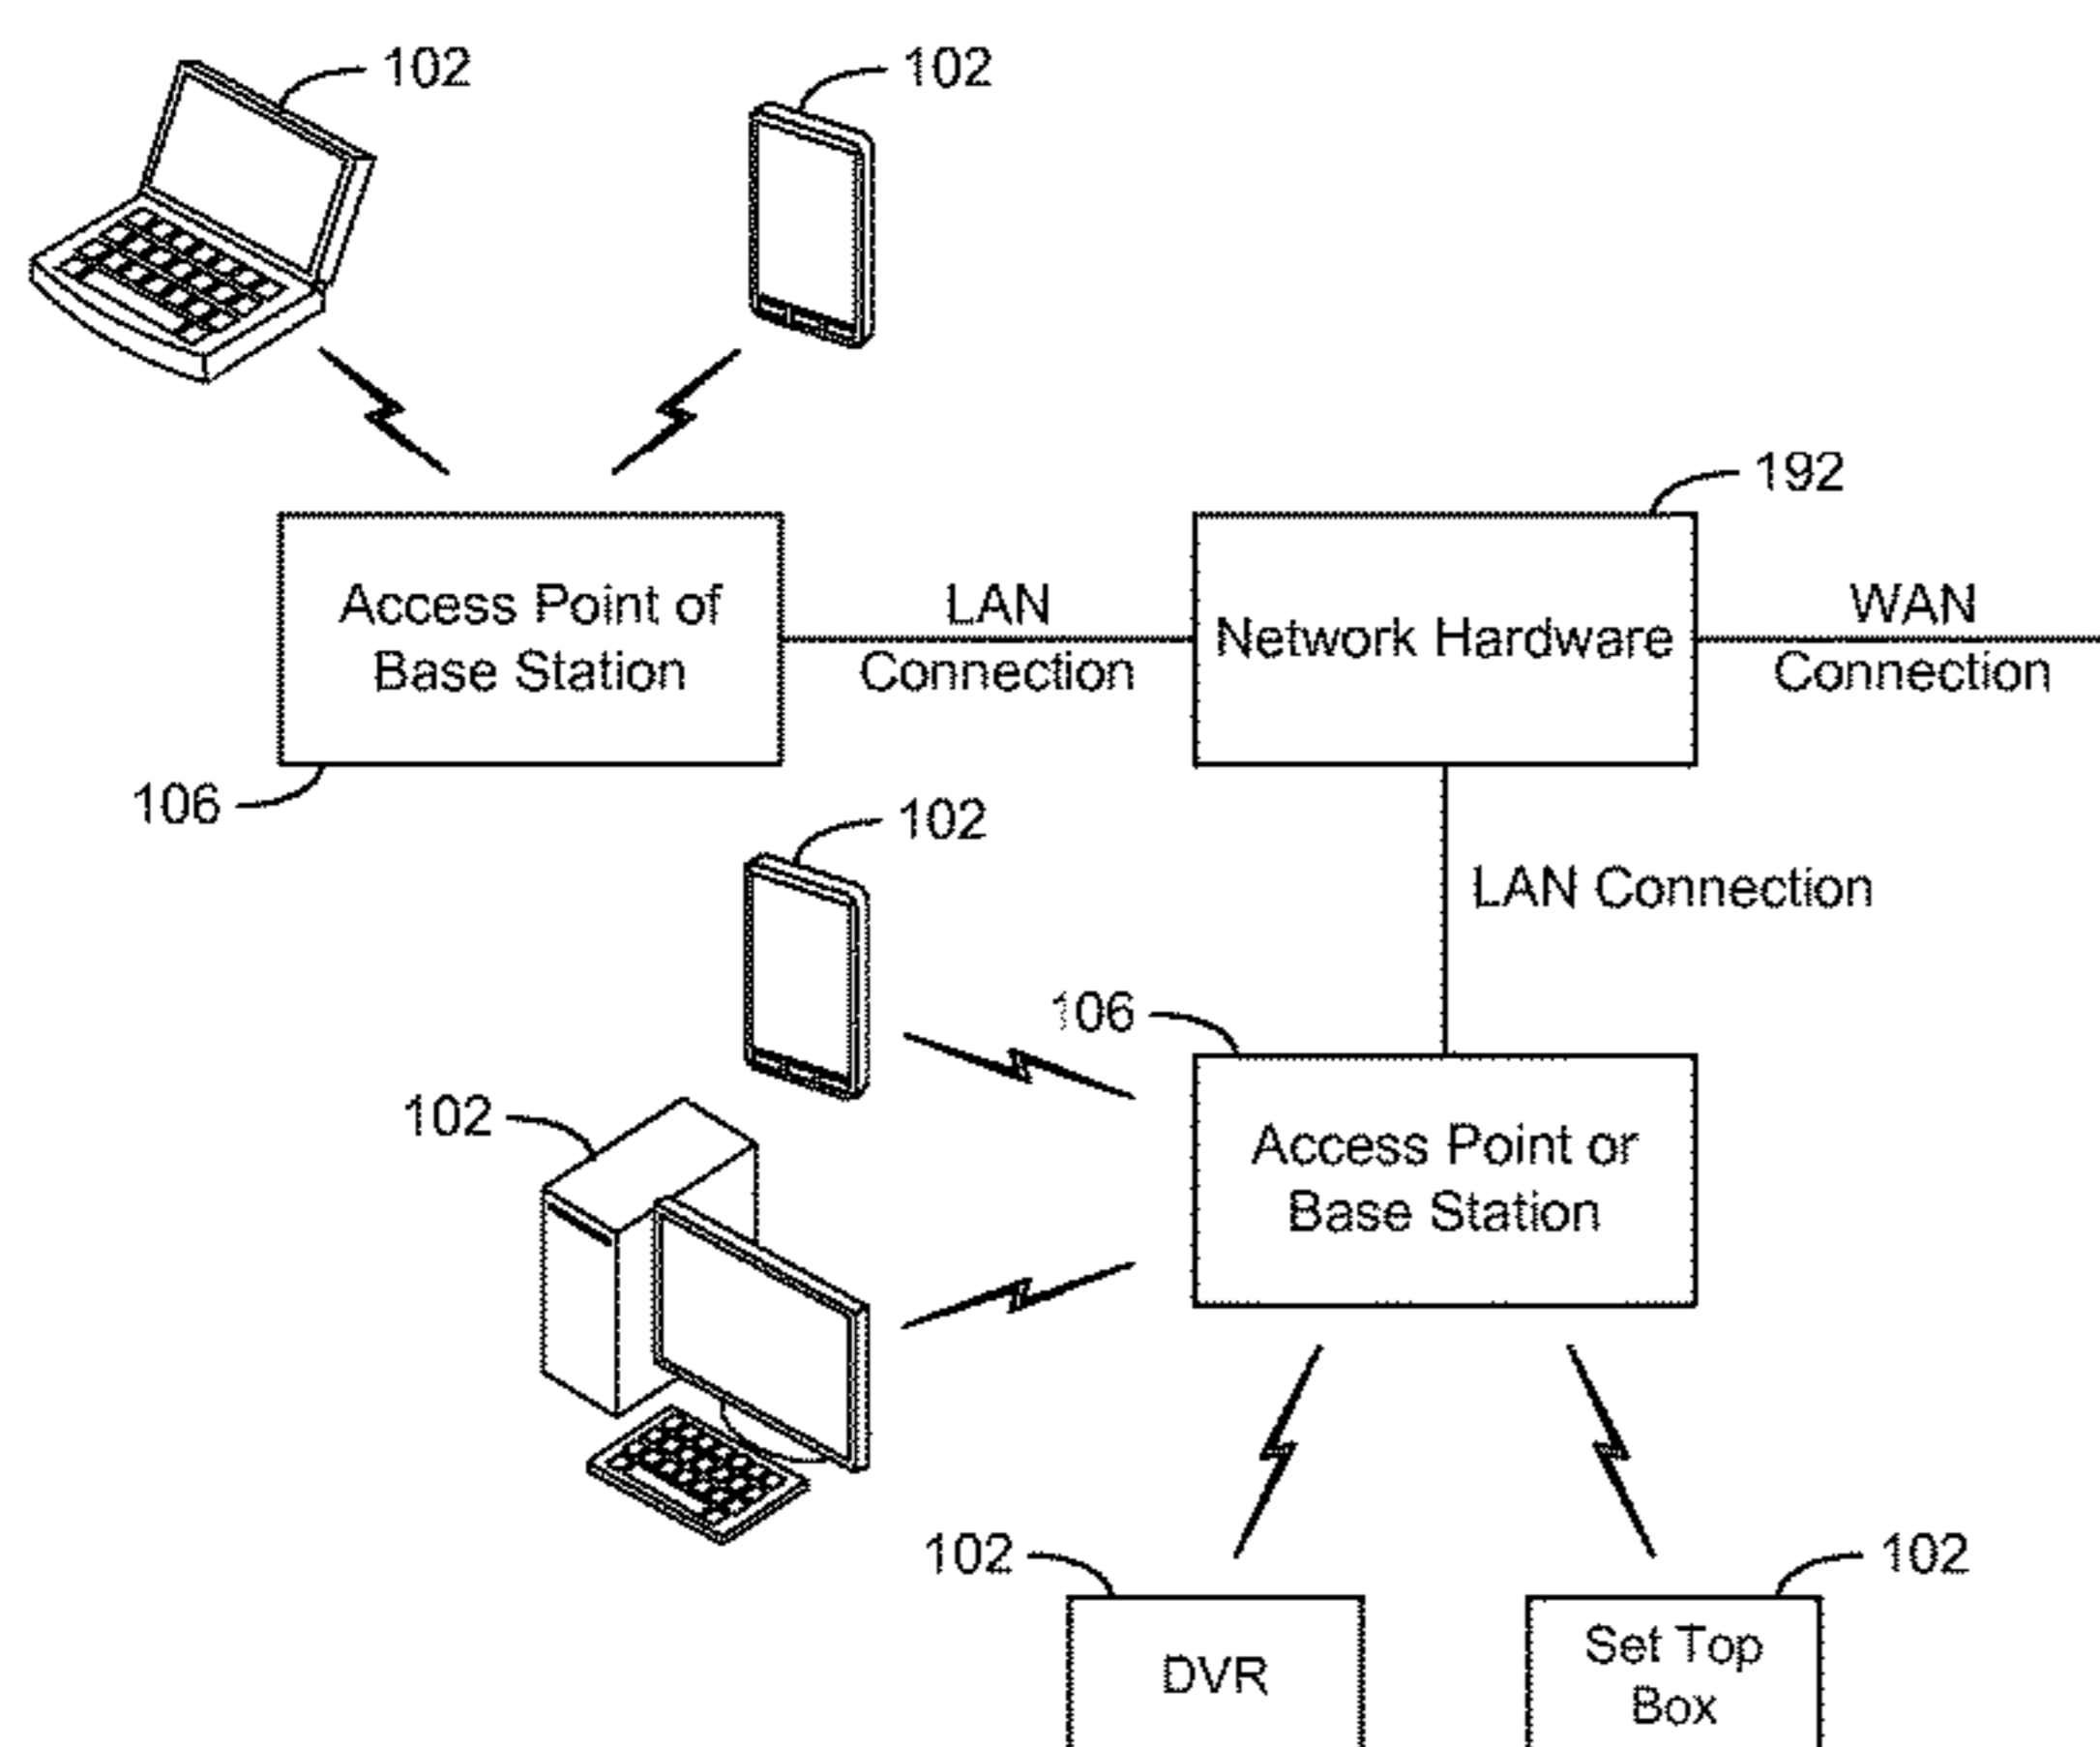 102
102
192
Access Point of
Base Station
LAN
Connection
Network Hardware
WAN
Connection
106
102
LAN Connection
106
102
Access Point or
Base Station
102
102
DVR
Set Top
Box